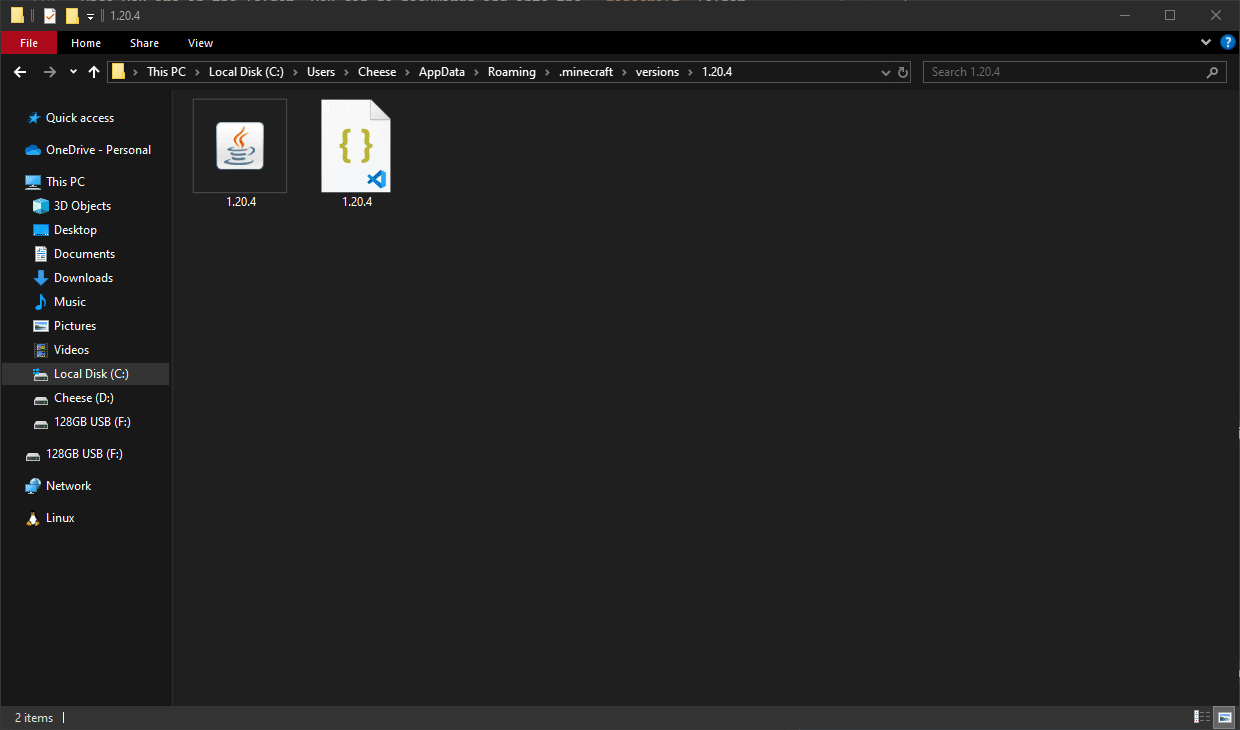 1.20.4
File Home Share View
This PC Local Disk (C:) Users Cheese AppData Roaming .minecraft versions 1.20.4
Search 1.20.4
Quick access
OneDrive - Personal
This PC
3D Objects
Desktop
Documents
Downloads
Music
Pictures
Videos
Local Disk (C:)
Cheese (D:)
128GB USB (F:)
128GB USB (F:)
Network
Linux
1.20.4
1.20.4
2 items